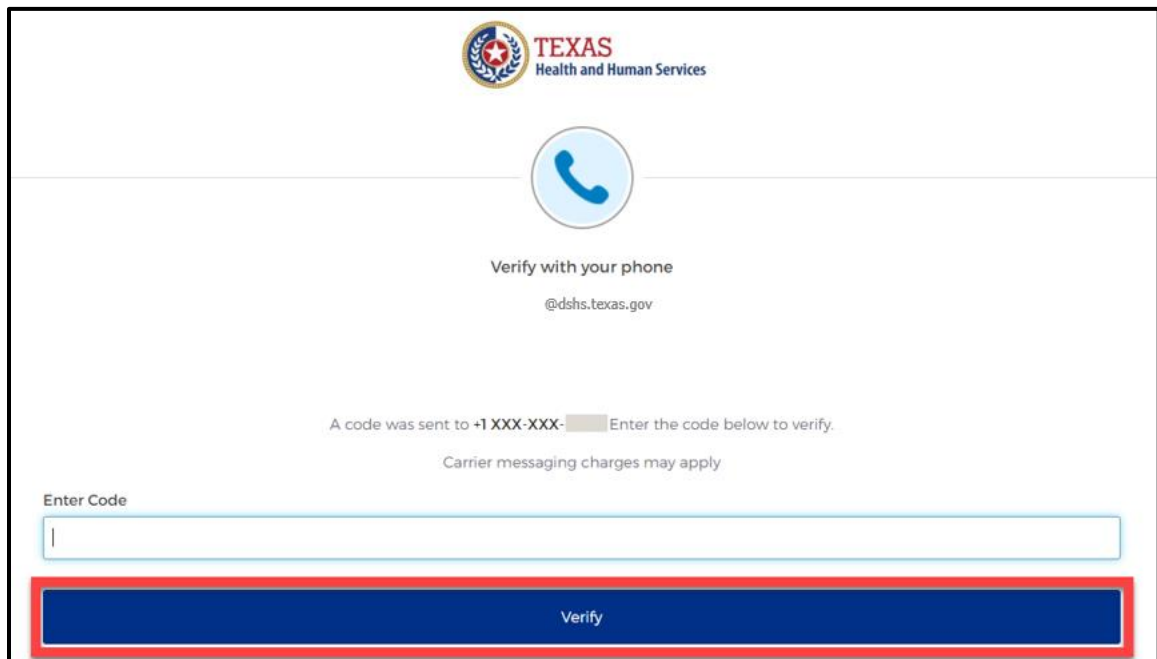 TEXAS
Health and Human Services
Verify with your phone
@dshs.texas.gov
A code was sent to +1 XXX-XXX- Enter the code below to verify.
Carrier messaging charges may apply
Enter Code
Verify